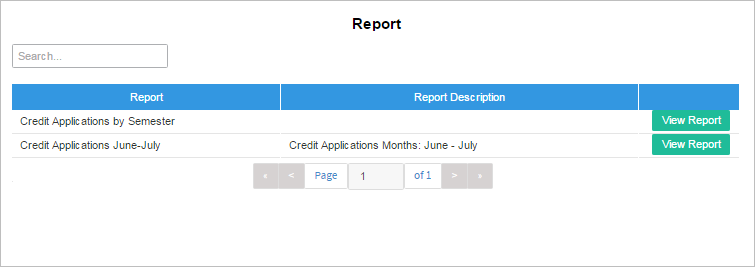 Report
Search...
Report Report Description
Credit Applications by Semester View Report
Credit Applications June-July Credit Applications Months: June - July View Report
« < Page 1 of 1 > »